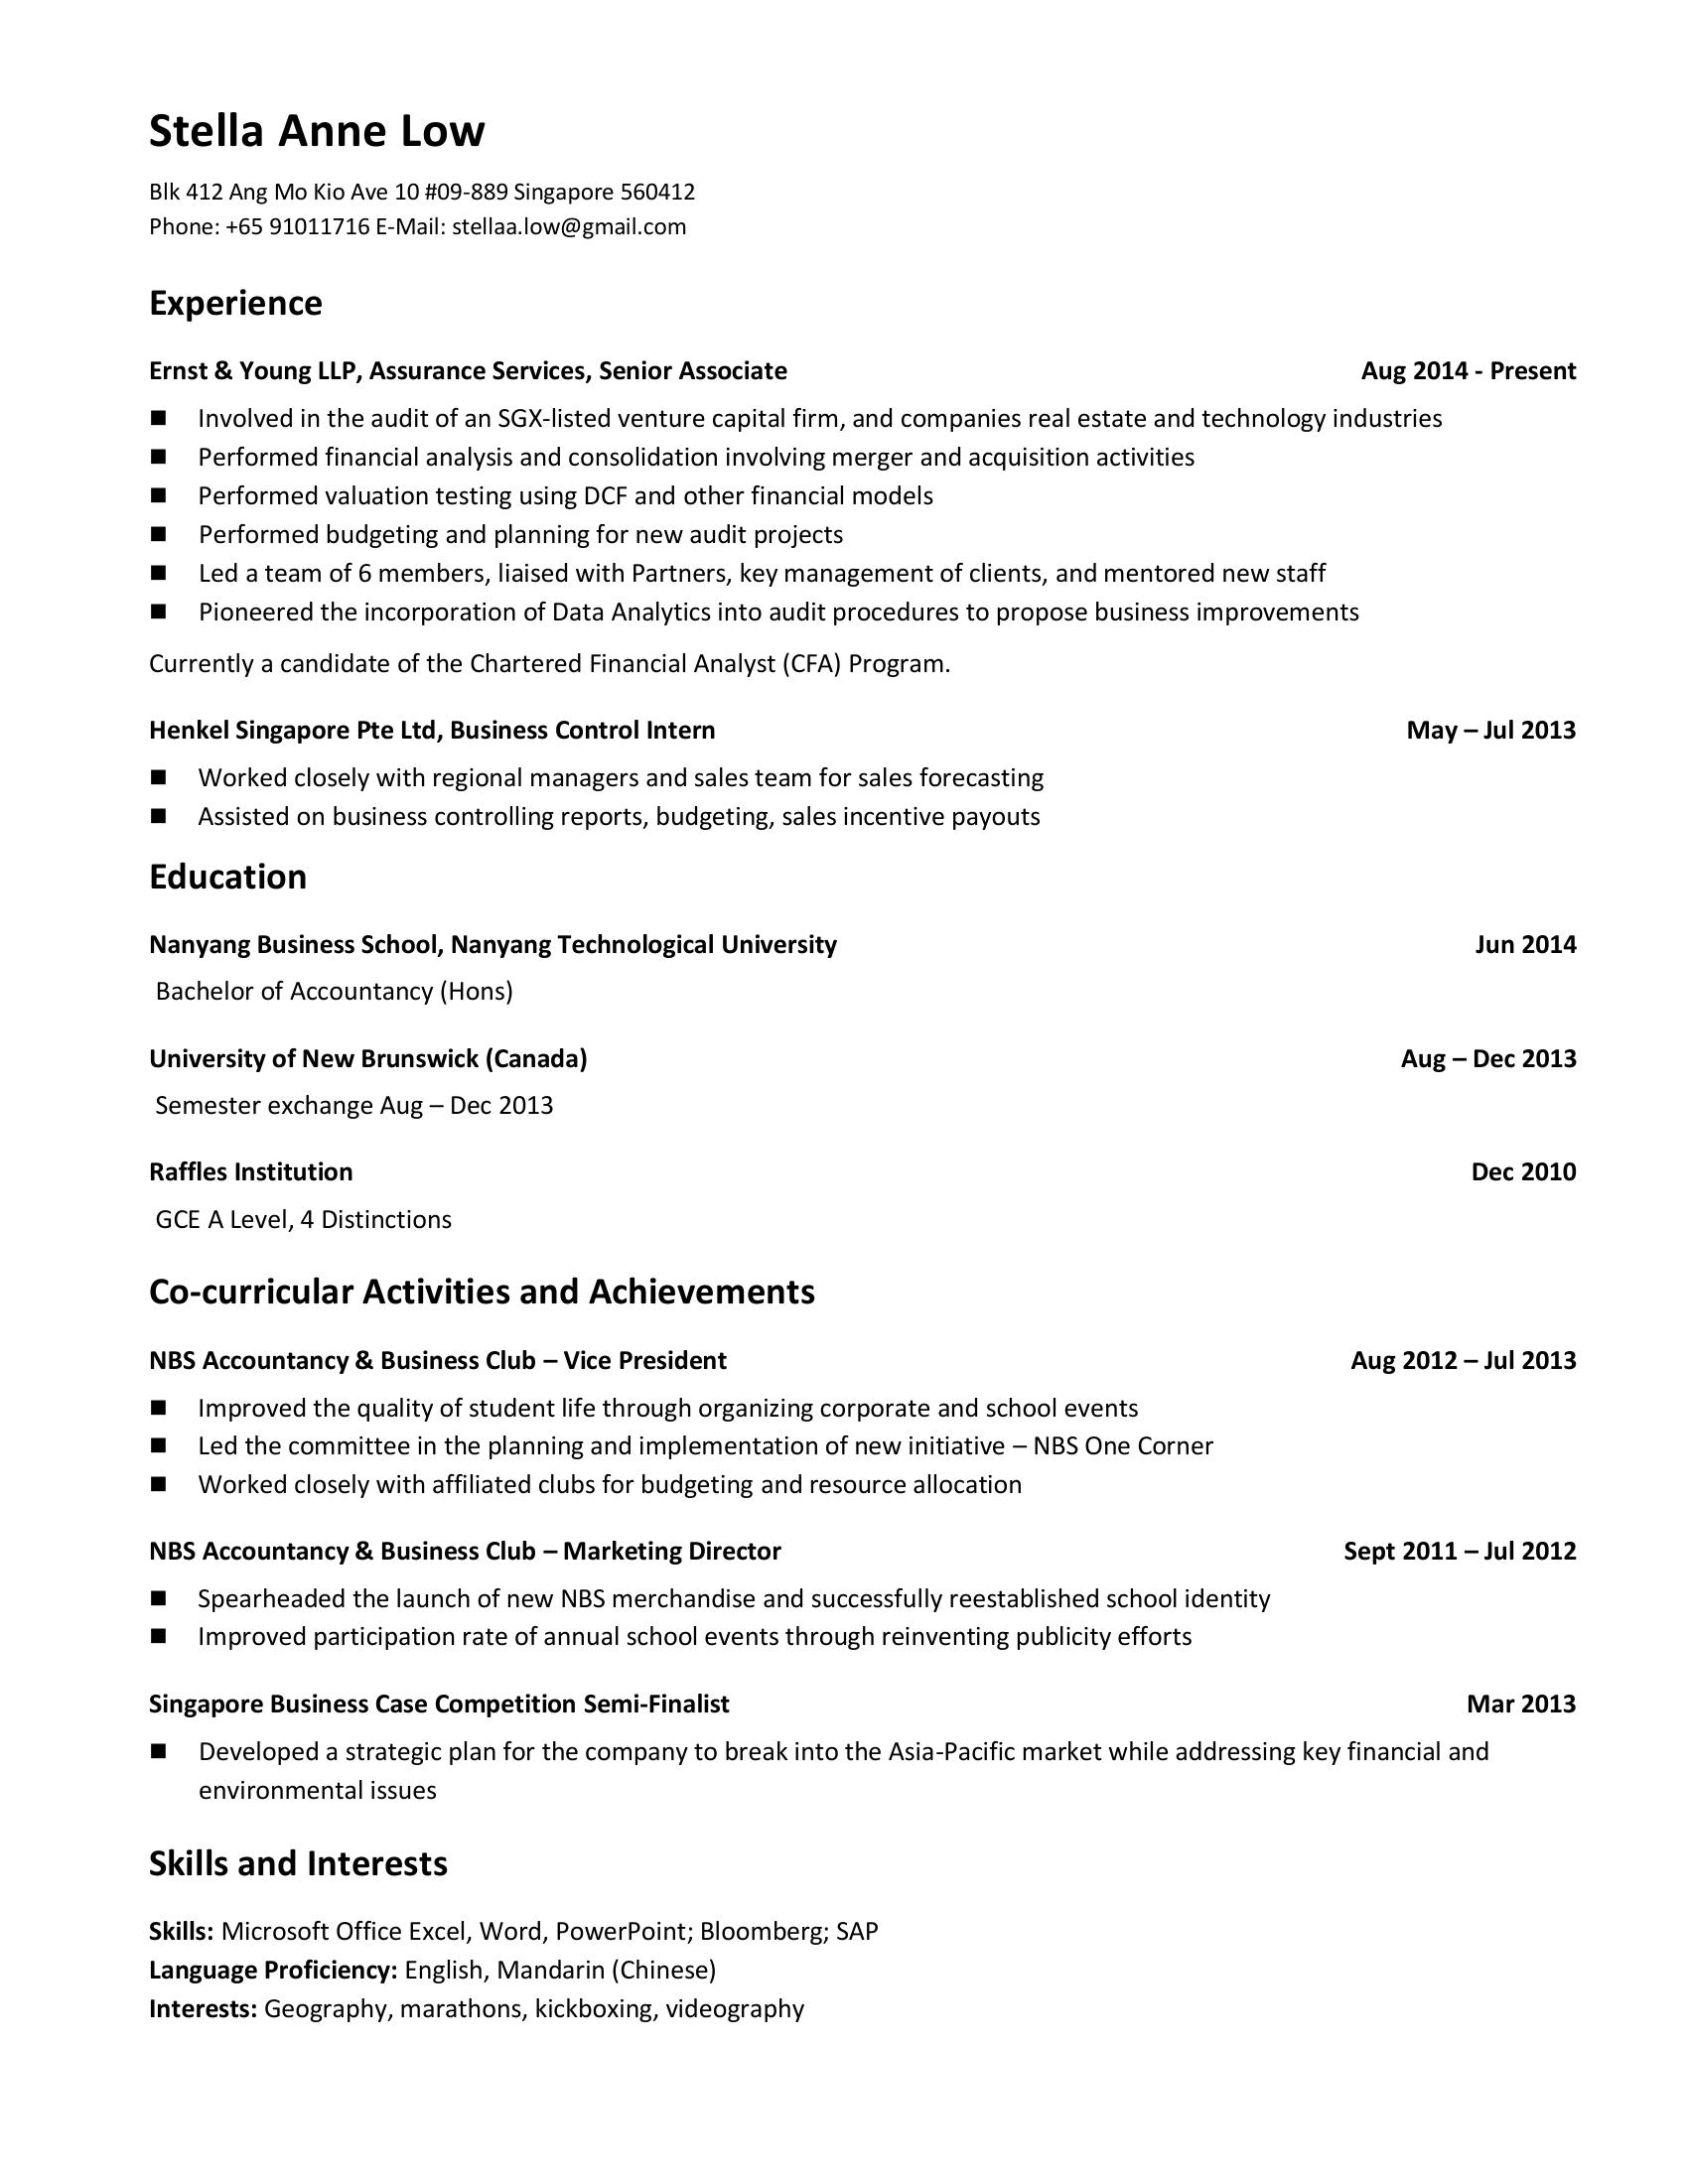 Stella Anne Low
Blk 412 Ang Mo Kio Ave 10 #09-889 Singapore 560412
Phone: +65 91011716 E-Mail: stellaa.low@gmail.com
Experience
Ernst & Young LLP, Assurance Services, Senior Associate Aug 2014 - Present
■ Involved in the audit of an SGX-listed venture capital firm, and companies real estate and technology industries
■ Performed financial analysis and consolidation involving merger and acquisition activities
■ Performed valuation testing using DCF and other financial models
■ Performed budgeting and planning for new audit projects
■ Led a team of 6 members, liaised with Partners, key management of clients, and mentored new staff
■ Pioneered the incorporation of Data Analytics into audit procedures to propose business improvements
Currently a candidate of the Chartered Financial Analyst (CFA) Program.
Henkel Singapore Pte Ltd, Business Control Intern May – Jul 2013
■ Worked closely with regional managers and sales team for sales forecasting
■ Assisted on business controlling reports, budgeting, sales incentive payouts
Education
Nanyang Business School, Nanyang Technological University Jun 2014
Bachelor of Accountancy (Hons)
University of New Brunswick (Canada) Aug – Dec 2013
Semester exchange Aug – Dec 2013
Raffles Institution Dec 2010
GCE A Level, 4 Distinctions
Co-curricular Activities and Achievements
NBS Accountancy & Business Club – Vice President Aug 2012 – Jul 2013
■ Improved the quality of student life through organizing corporate and school events
■ Led the committee in the planning and implementation of new initiative – NBS One Corner
■ Worked closely with affiliated clubs for budgeting and resource allocation
NBS Accountancy & Business Club – Marketing Director Sept 2011 – Jul 2012
■ Spearheaded the launch of new NBS merchandise and successfully reestablished school identity
■ Improved participation rate of annual school events through reinventing publicity efforts
Singapore Business Case Competition Semi-Finalist Mar 2013
■ Developed a strategic plan for the company to break into the Asia-Pacific market while addressing key financial and
environmental issues
Skills and Interests
Skills: Microsoft Office Excel, Word, PowerPoint; Bloomberg; SAP
Language Proficiency: English, Mandarin (Chinese)
Interests: Geography, marathons, kickboxing, videography